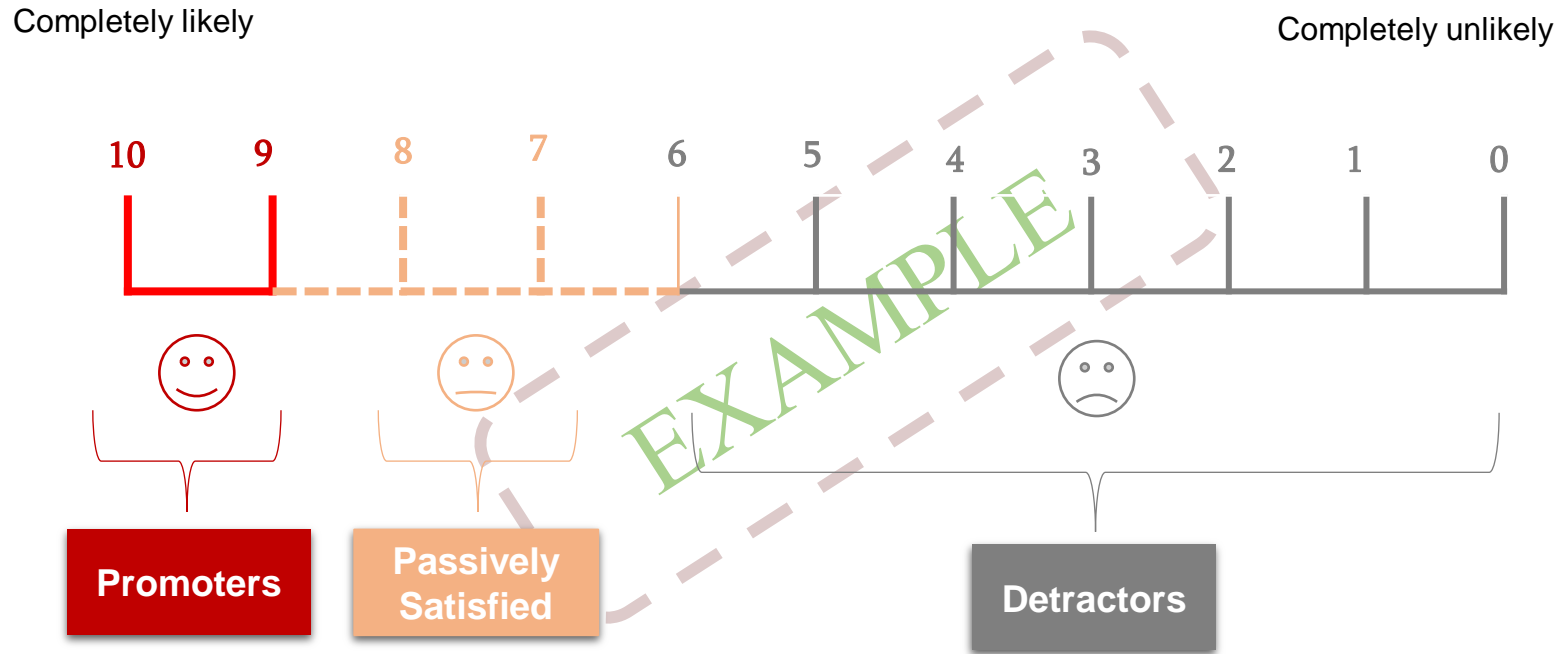 Completely likely
Completely unlikely
10 9 8 7 6 5 4 3 2 1 0
EXAMPLE
Promoters
Passively
Satisfied
Detractors